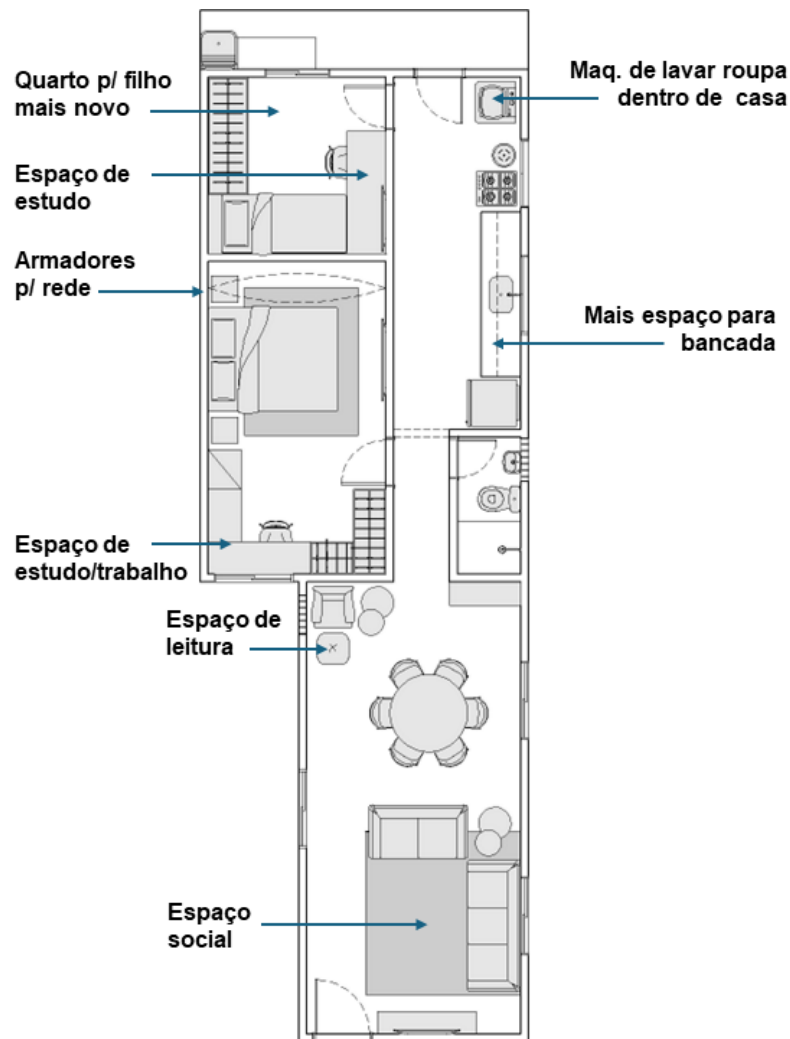 Quarto p/ filho
mais novo
Maq. de lavar roupa
dentro de casa
Espaço de
estudo
Armadores
p/ rede
Mais espaço para
bancada
Espaço de
estudo/trabalho
Espaço de
leitura
Espaço
social